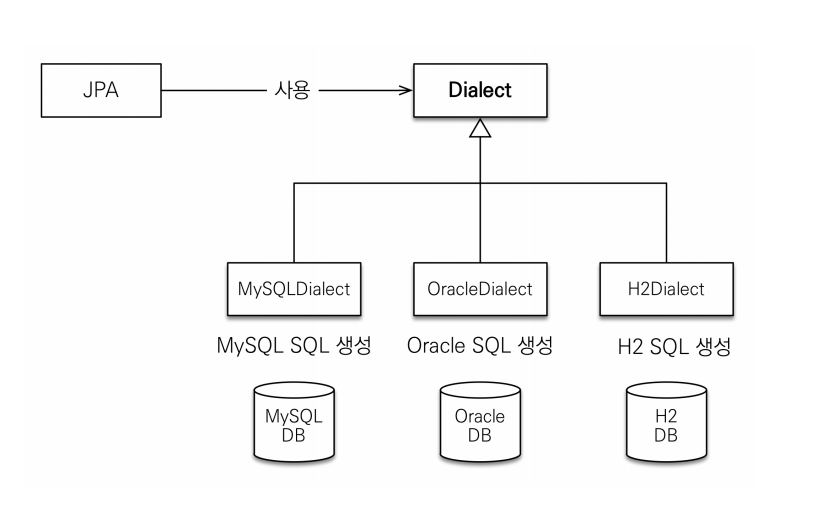 JPA
사용
Dialect
MySQLDialect
OracleDialect
H2Dialect
MySQL SQL 생성
Oracle SQL 생성
H2 SQL 생성
MySQL
DB
Oracle
DB
H2
DB